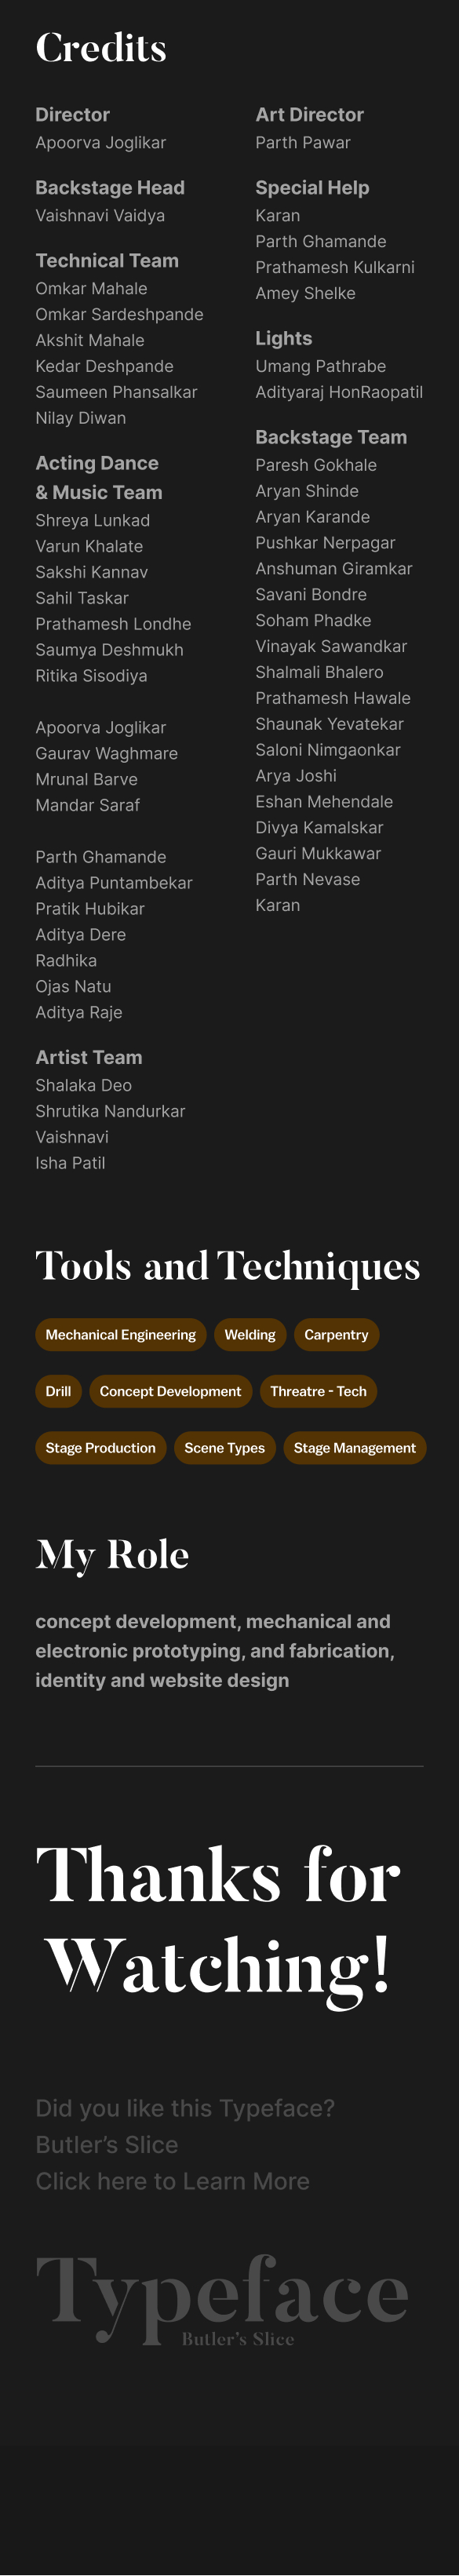 Credits
Director
Apoorva Joglikar
Backstage Head
Vaishnavi Vaidya
Technical Team
Omkar Mahale
Omkar Sardeshpande
Akshit Mahale
Kedar Deshpande
Saumeen Phansalkar
Nilay Diwan
Acting Dance
& Music Team
Shreya Lunkad
Varun Khalate
Sakshi Kannav
Sahil Taskar
Prathamesh Londhe
Saumya Deshmukh
Ritika Sisodiya
Apoorva Joglikar
Gaurav Waghmare
Mrunal Barve
Mandar Saraf
Parth Ghamande
Aditya Puntambekar
Pratik Hubikar
Aditya Dere
Radhika
Ojas Natu
Aditya Raje
Artist Team
Shalaka Deo
Shrutika Nandurkar
Vaishnavi
Isha Patil
Art Director
Parth Pawar
Special Help
Karan
Parth Ghamande
Prathamesh Kulkarni
Amey Shelke
Lights
Umang Pathrabe
Adityaraj HonRaopatil
Backstage Team
Paresh Gokhale
Aryan Shinde
Aryan Karande
Pushkar Nerpagar
Anshuman Giramkar
Savani Bondre
Soham Phadke
Vinayak Sawandkar
Shalmali Bhalero
Prathamesh Hawale
Shaunak Yevatekar
Saloni Nimgaonkar
Arya Joshi
Eshan Mehendale
Divya Kamalskar
Gauri Mukkawar
Parth Nevase
Karan
Tools and Techniques
Mechanical Engineering Welding Carpentry
Drill Concept Development Threatre - Tech
Stage Production Scene Types Stage Management
My Role
concept development, mechanical and
electronic prototyping, and fabrication,
identity and website design
Thanks for
Watching!
Did you like this Typeface?
Butler’s Slice
Click here to Learn More
Typeface
Butler’s Slice